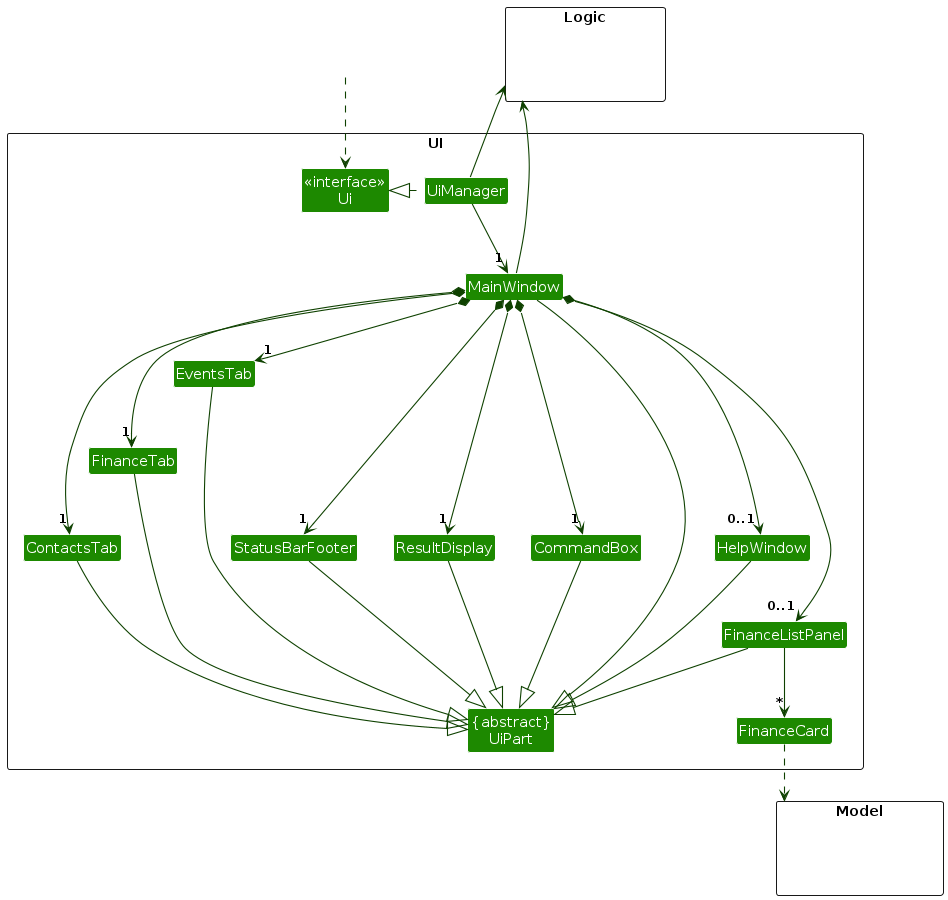 Logic
UI
«interface»
Ui
UiManager
1
MainWindow
1
EventsTab
1
FinanceTab
1
1
1
1
0..1
ContactsTab
StatusBarFooter
ResultDisplay
CommandBox
HelpWindow
0..1
FinanceListPanel
*
{abstract}
UiPart
FinanceCard
Model